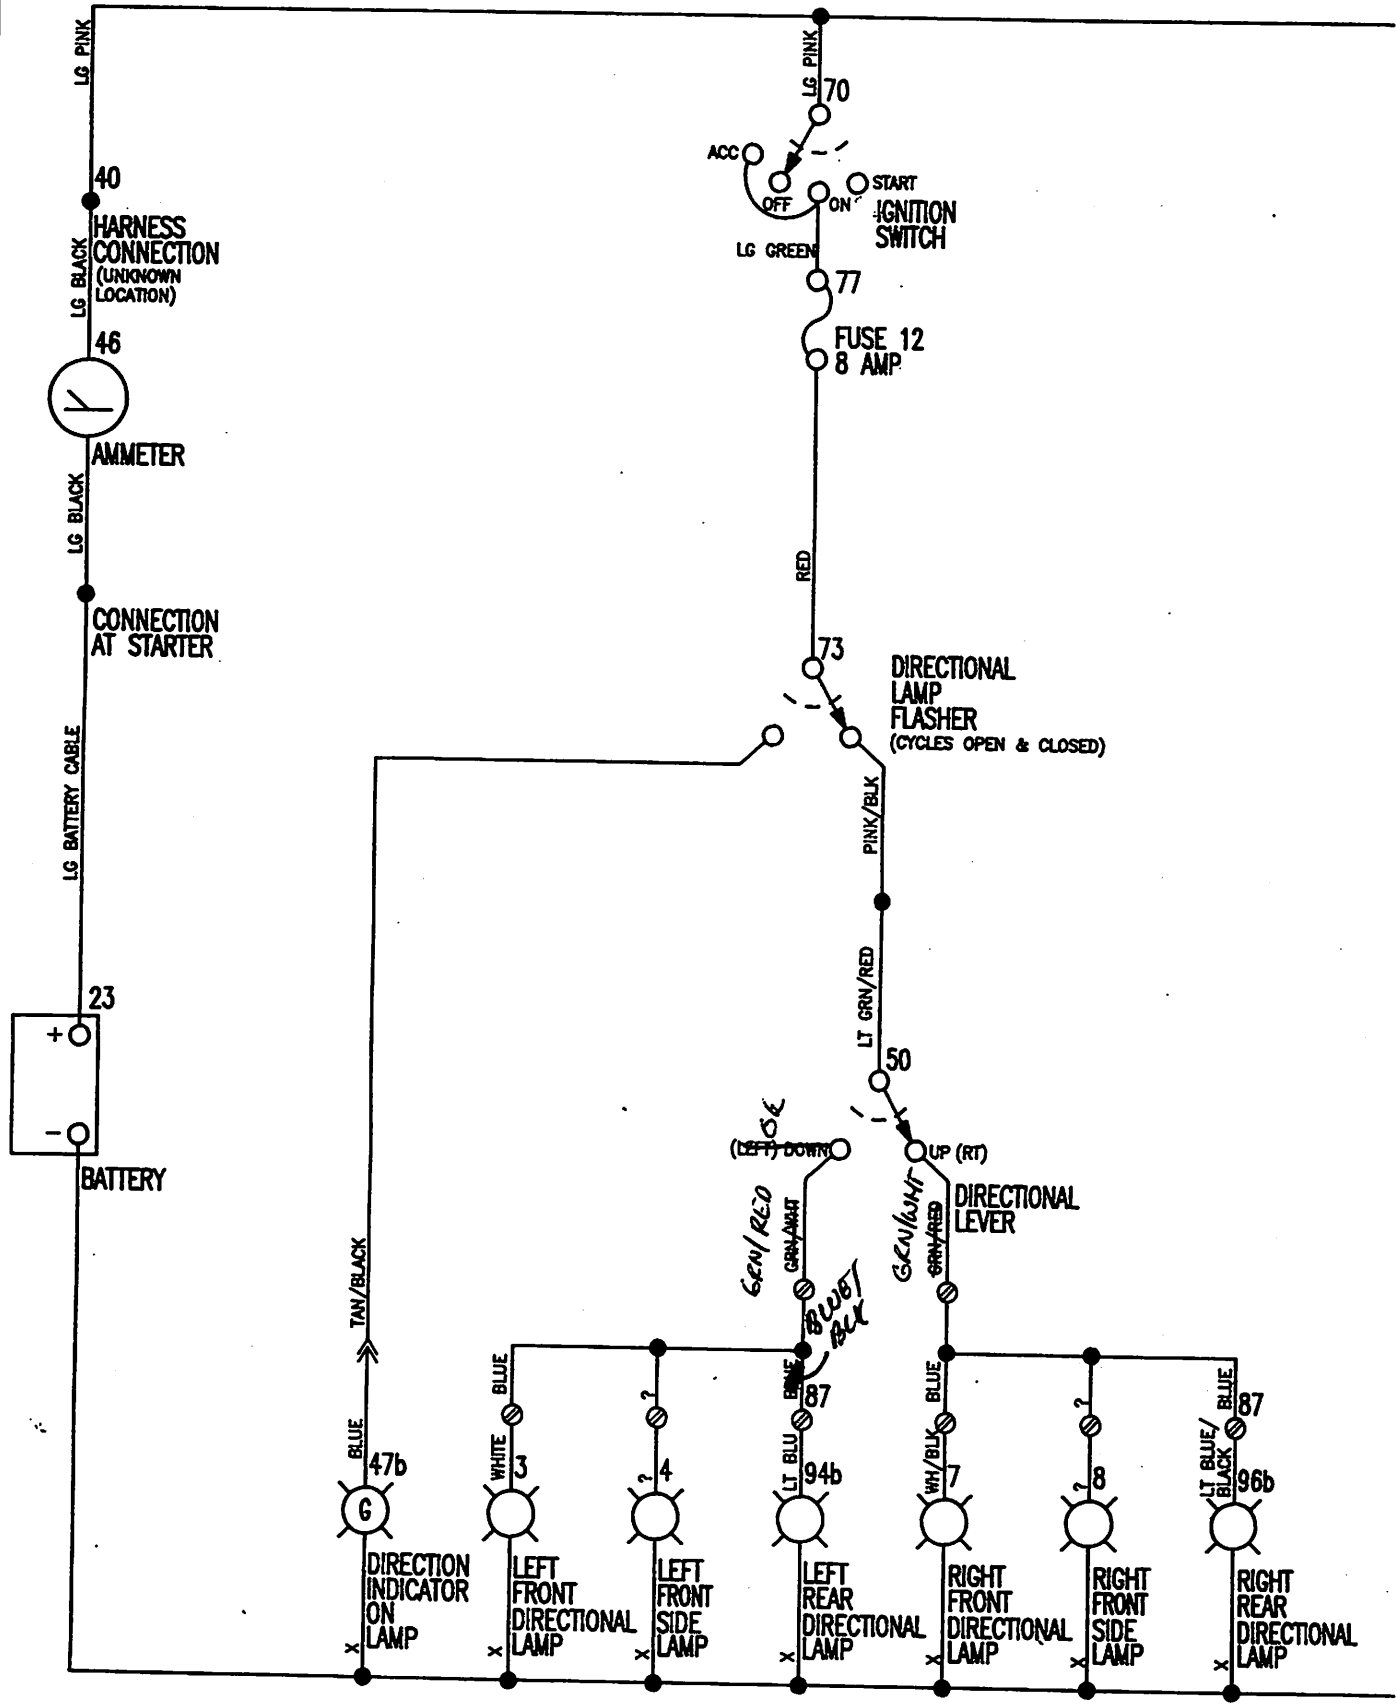 LG PINK
40
HARNESS
CONNECTION
(UNKNOWN
LOCATION)
LG BLACK
46
AMMETER
LG BLACK
CONNECTION
AT STARTER
LG BATTERY CABLE
23
+
-
BATTERY
LG PINK
70
ACC
OFF
ON
START
IGNITION
SWITCH
LG GREEN
77
FUSE 12
8 AMP
RED
73
DIRECTIONAL
LAMP
FLASHER
(CYCLES OPEN & CLOSED)
PINK/BLK
LT GRN/RED
50
OK
(LEFT) DOWN
UP (RT)
DIRECTIONAL
LEVER
GRN/RED
GRN/WHT
GRN/WHT
GRN/RED
BLUE/
BLK
TAN/BLACK
BLUE
47b
G
DIRECTION
INDICATOR
ON
LAMP
X
BLUE
WHITE
3
LEFT
FRONT
DIRECTIONAL
LAMP
X
?
?
4
LEFT
FRONT
SIDE
LAMP
X
BLUE
87
LT BLU
94b
LEFT
REAR
DIRECTIONAL
LAMP
X
BLUE
WH/BLK
7
RIGHT
FRONT
DIRECTIONAL
LAMP
X
?
?
8
RIGHT
FRONT
SIDE
LAMP
X
BLUE
87
LT BLUE/
BLACK
96b
RIGHT
REAR
DIRECTIONAL
LAMP
X